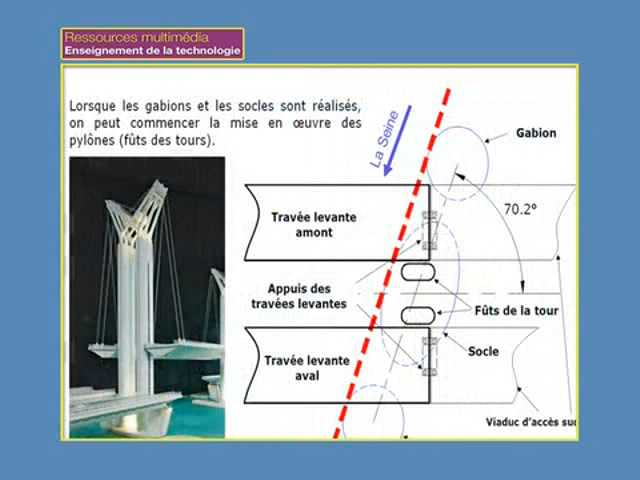 Ressources multimédia
Enseignement de la technologie
Lorsque les gabions et les socles sont réalisés,
on peut commencer la mise en œuvre des
pylônes (fûts des tours).
La Seine
Gabion
70.2°
Travée levante
amont
Appuis des
travées levantes
Fûts de la tour
Travée levante
aval
Socle
Viaduc d'accès